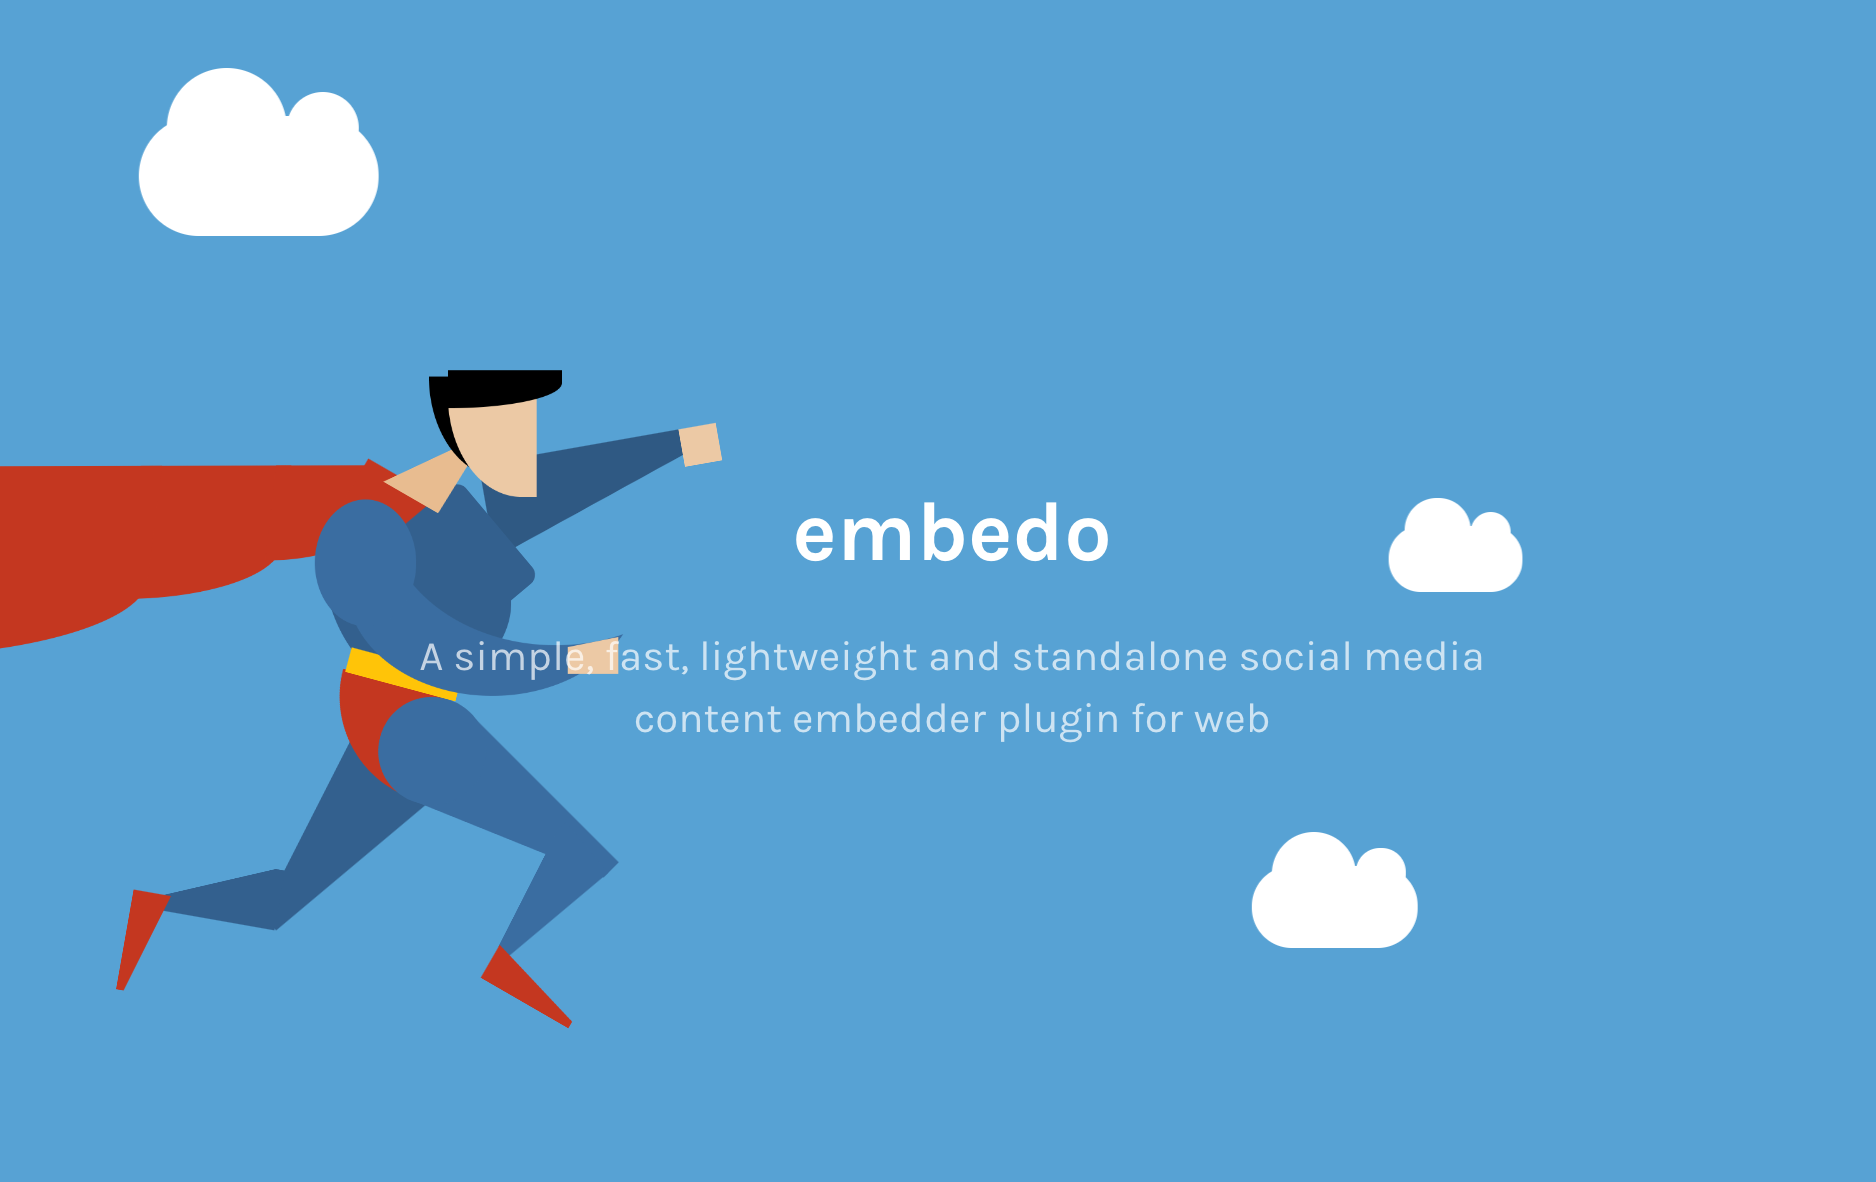 embedo
A simple, fast, lightweight and standalone social media
content embedder plugin for web